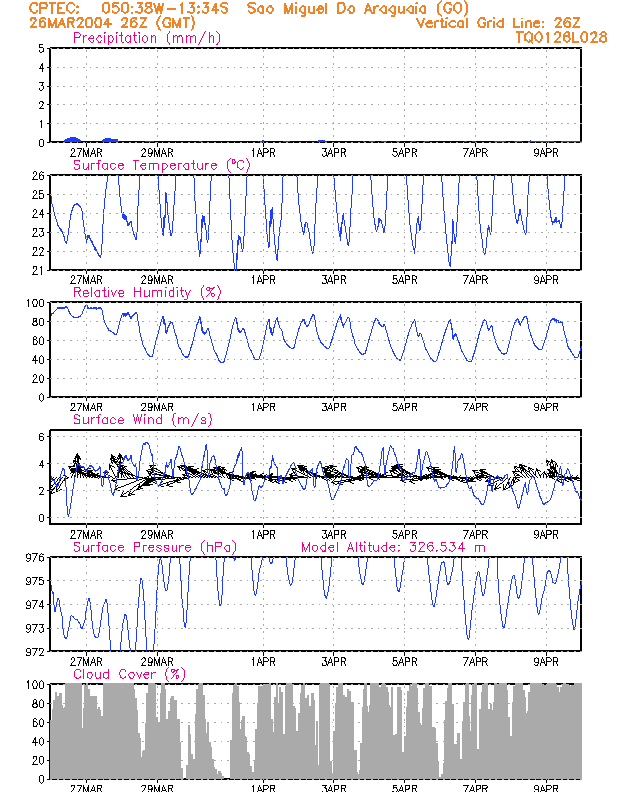 CPTEC: 050:38W-13:34S Sao Miguel Do Araguaia (GO)
26MAR2004 26Z (GMT) Vertical Grid Line: 26Z
Precipitation (mm/h) TQ0126L028
5
4
3
2
1
0
27MAR 29MAR 1APR 3APR 5APR 7APR 9APR
Surface Temperature (°C)
26
25
24
23
22
21
27MAR 29MAR 1APR 3APR 5APR 7APR 9APR
Relative Humidity (%)
100
80
60
40
20
0
27MAR 29MAR 1APR 3APR 5APR 7APR 9APR
Surface Wind (m/s)
6
4
2
0
27MAR 29MAR 1APR 3APR 5APR 7APR 9APR
Surface Pressure (hPa) Model Altitude: 326.534 m
976
975
974
973
972
27MAR 29MAR 1APR 3APR 5APR 7APR 9APR
Cloud Cover (%)
100
80
60
40
20
0
27MAR 29MAR 1APR 3APR 5APR 7APR 9APR